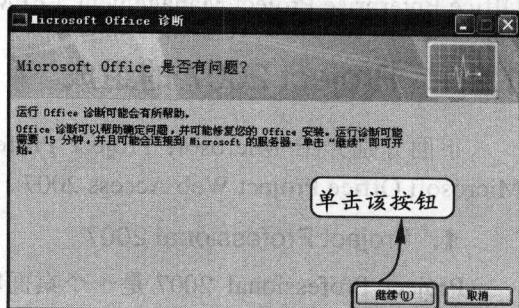 Microsoft Office 诊断
Microsoft Office 是否有问题?
运行 Office 诊断可能会有所帮助。
Office 诊断可以帮助确定问题,并可能修复您的 Office 安装。运行诊断可能
需要 15 分钟,并且可能会连接到 Microsoft 的服务器。单击“继续”即可开
始。
单击该按钮
继续(O)
取消